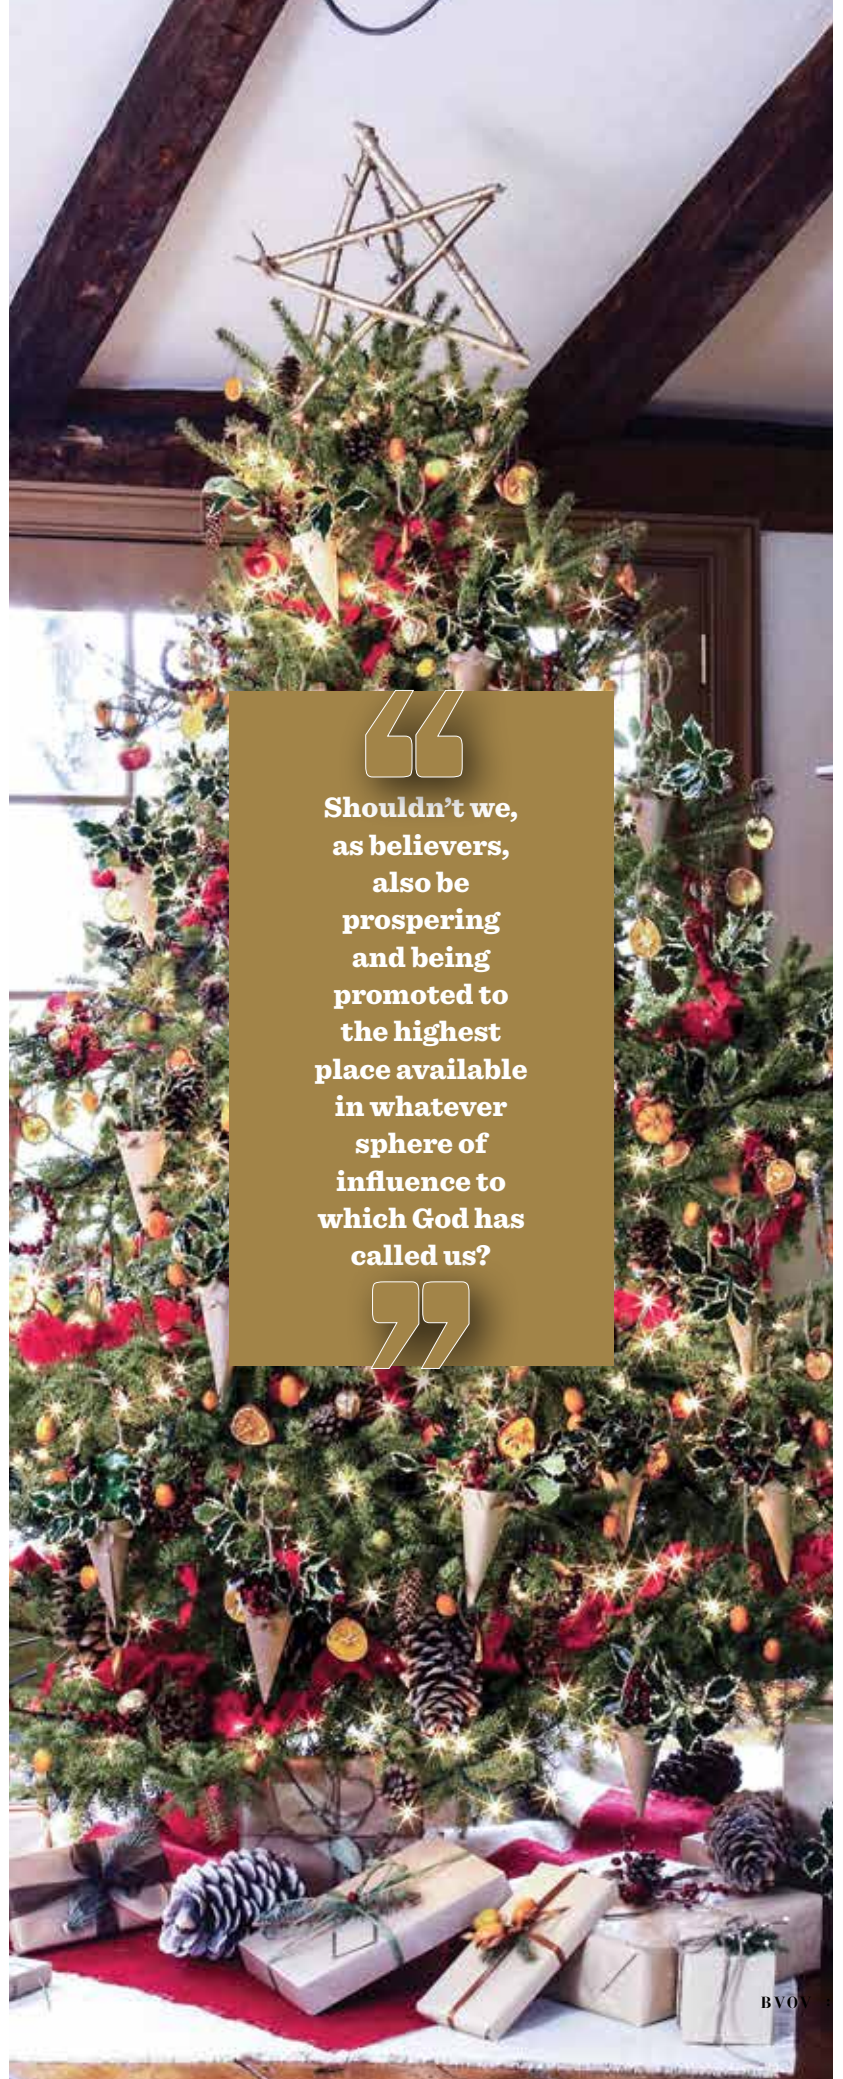 Shouldn’t we,
as believers,
also be
prospering
and being
promoted to
the highest
place available
in whatever
sphere of
influence to
which God has
called us?
BVOV